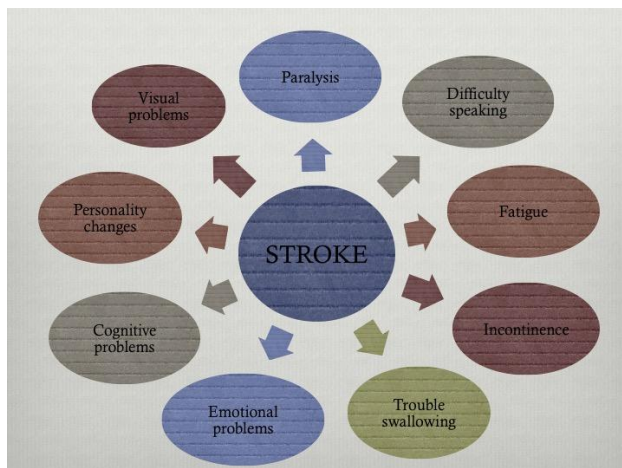 Paralysis
Difficulty
speaking
Fatigue
Incontinence
Trouble
swallowing
Emotional
problems
Cognitive
problems
Personality
changes
Visual
problems
STROKE